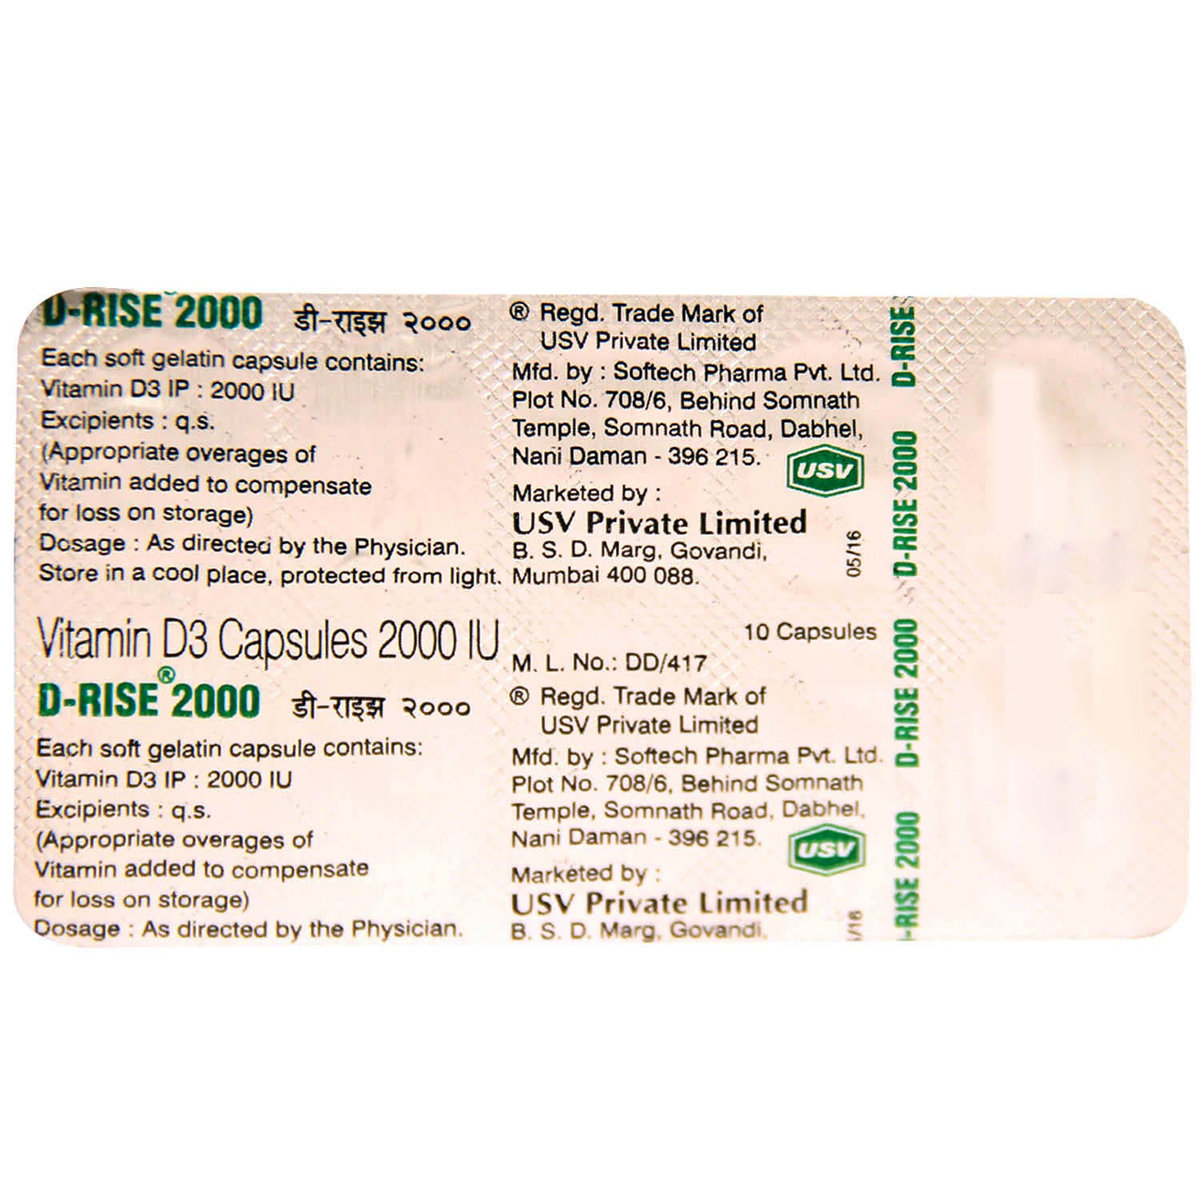 D-RISE® 2000 डी-राइझ २०००
Each soft gelatin capsule contains:
Vitamin D3 IP : 2000 IU
Excipients : q.s.
(Appropriate overages of
Vitamin added to compensate
for loss on storage)
Dosage : As directed by the Physician.
Store in a cool place, protected from light.
® Regd. Trade Mark of
USV Private Limited
Mfd. by : Softech Pharma Pvt. Ltd.
Plot No. 708/6, Behind Somnath
Temple, Somnath Road, Dabhel,
Nani Daman - 396 215.
USV
Marketed by :
USV Private Limited
B. S. D. Marg, Govandi,
Mumbai 400 088.
05/16
Vitamin D3 Capsules 2000 IU
10 Capsules
M. L. No.: DD/417
D-RISE® 2000 डी-राइझ २०००
Each soft gelatin capsule contains:
Vitamin D3 IP : 2000 IU
Excipients : q.s.
(Appropriate overages of
Vitamin added to compensate
for loss on storage)
Dosage : As directed by the Physician.
® Regd. Trade Mark of
USV Private Limited
Mfd. by : Softech Pharma Pvt. Ltd.
Plot No. 708/6, Behind Somnath
Temple, Somnath Road, Dabhel,
Nani Daman - 396 215.
USV
Marketed by :
USV Private Limited
B. S. D. Marg, Govandi,
/16
D-RISE
D-RISE 2000
D-RISE 2000
-RISE 2000